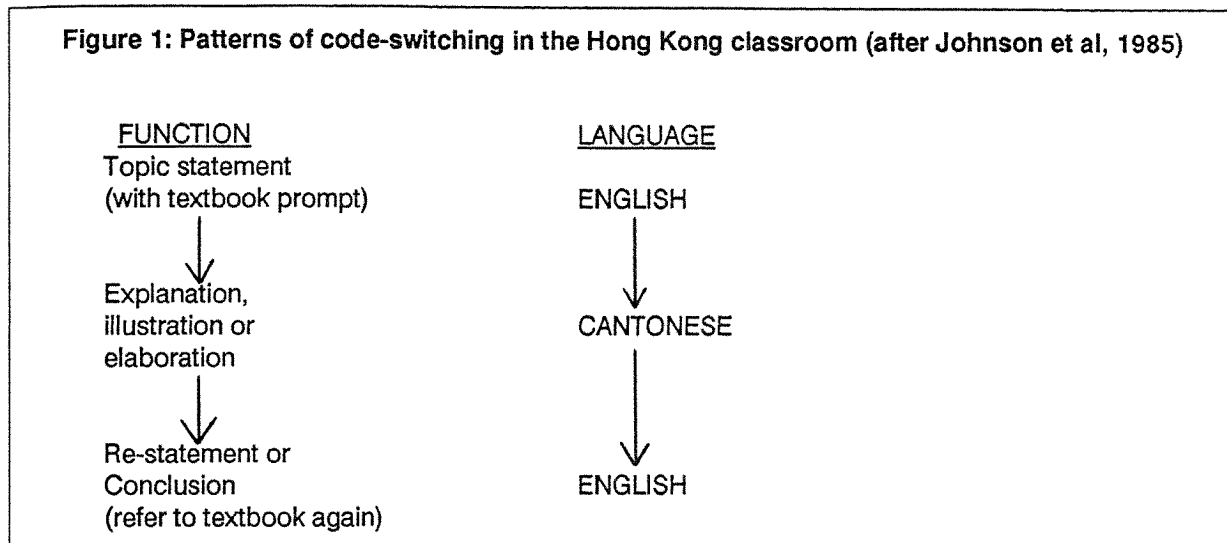 Figure 1: Patterns of code-switching in the Hong Kong classroom (after Johnson et al, 1985)
FUNCTION LANGUAGE
Topic statement
(with textbook prompt) ENGLISH
Explanation,
illustration or CANTONESE
elaboration
Re-statement or
Conclusion ENGLISH
(refer to textbook again)